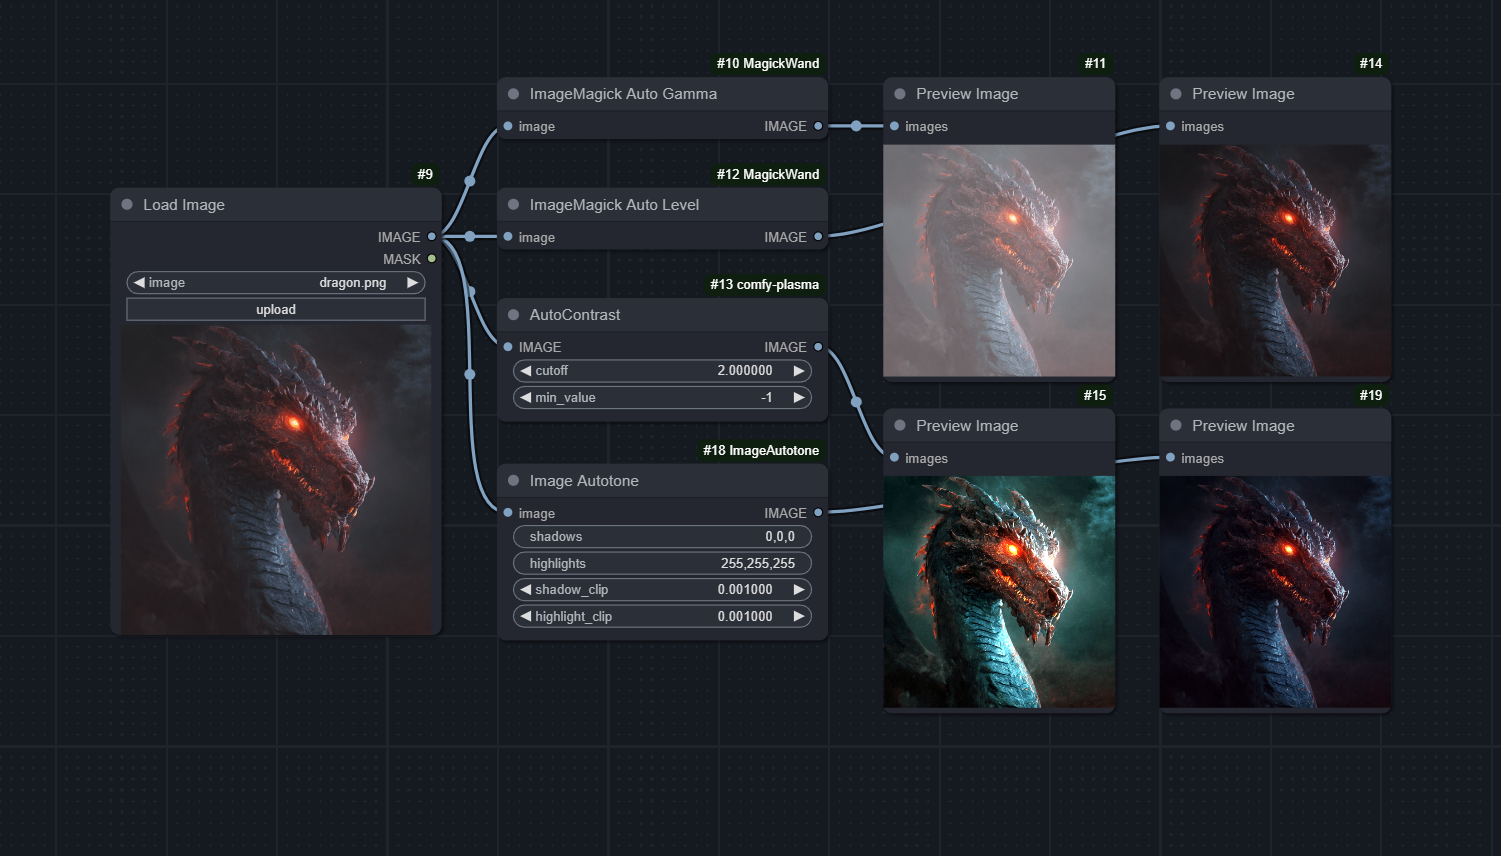 #9
Load Image
IMAGE
MASK
image dragon.png
upload
#10 MagickWand
ImageMagick Auto Gamma
image IMAGE
#12 MagickWand
ImageMagick Auto Level
image IMAGE
#13 comfy-plasma
AutoContrast
IMAGE IMAGE
cutoff 2.000000
min_value -1
#18 ImageAutotone
Image Autotone
image IMAGE
shadows 0,0,0
highlights 255,255,255
shadow_clip 0.001000
highlight_clip 0.001000
#11
Preview Image
images
#14
Preview Image
images
#15
Preview Image
images
#19
Preview Image
images